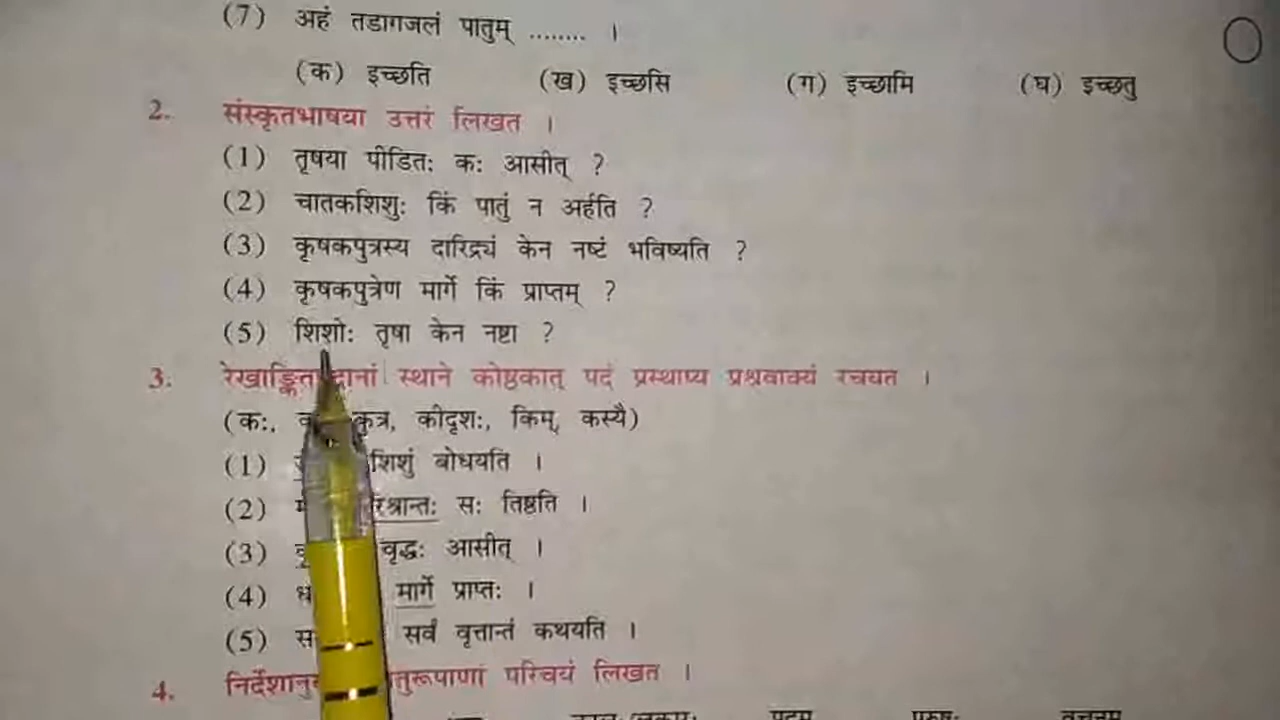 (7) अहं तडागजलं पातुम् ........ ।
(क) इच्छति (ख) इच्छसि (ग) इच्छामि (घ) इच्छतु
2. संस्कृतभाषया उत्तरं लिखत ।
(1) तृषया पीडितः कः आसीत् ?
(2) चातकशिशुः किं पातुं न अर्हति ?
(3) कृषकपुत्रस्य दारिद्र्यं केन नष्टं भविष्यति ?
(4) कृषकपुत्रेण मार्गे किं प्राप्तम् ?
(5) शिशोः तृषा केन नष्टा ?
3. स्थाने कोष्ठकात् पदं प्रस्थाप्य प्रश्नवाक्यं रचयत ।
(कः, कुत्र, कीदृशः, किम्, कस्यै)
(1) शिशुं बोधयति ।
(2) सः तिष्ठति ।
(3) वृद्धः आसीत् ।
(4) मार्गे प्राप्तः ।
(5) सर्वं वृत्तान्तं कथयति ।
4. परिचयं लिखत ।